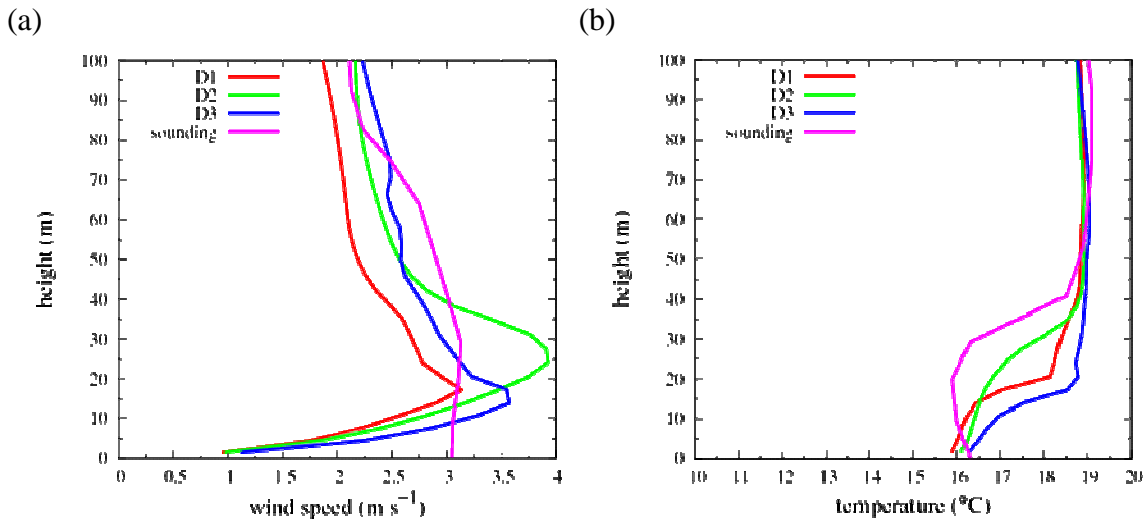 (a)
100
90
80
70
60
50
40
30
20
10
0
height (m)
D1
D2
D3
sounding
0 0.5 1 1.5 2 2.5 3 3.5 4
wind speed (m s⁻¹)
(b)
100
90
80
70
60
50
40
30
20
10
0
height (m)
D1
D2
D3
sounding
10 11 12 13 14 15 16 17 18 19 20
temperature (°C)